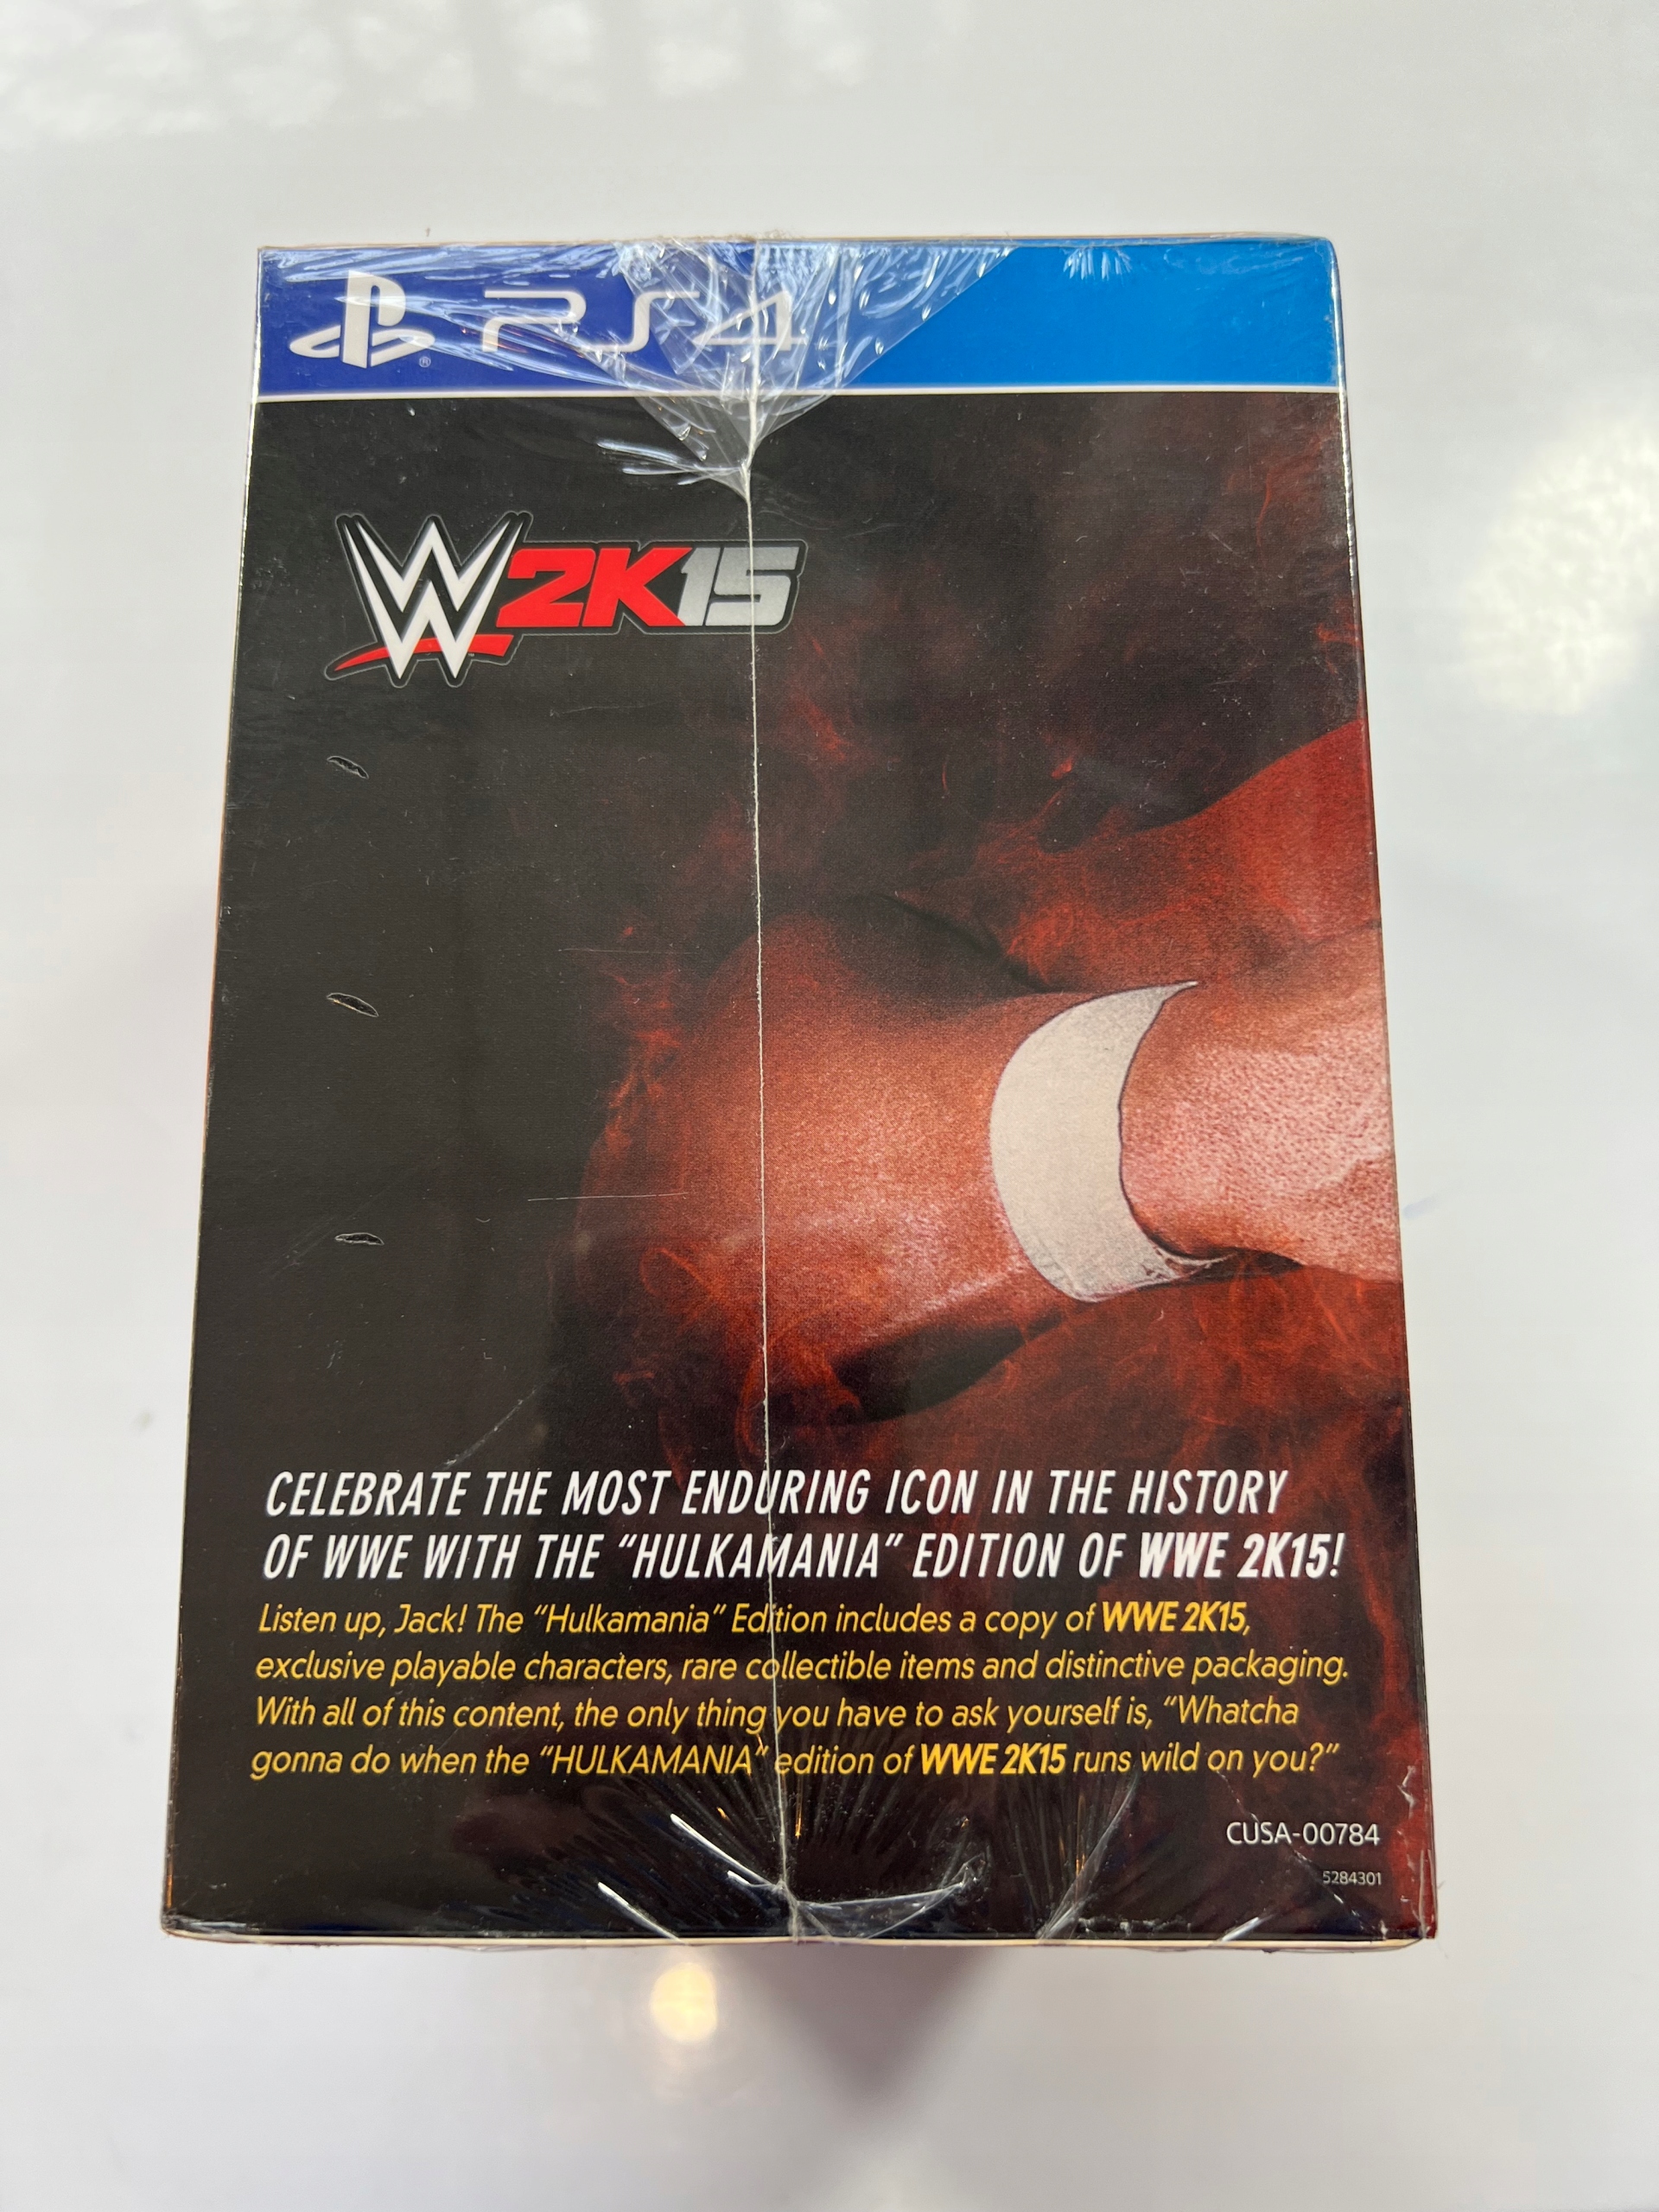 PS4
W2K15
CELEBRATE THE MOST ENDURING ICON IN THE HISTORY
OF WWE WITH THE “HULKAMANIA” EDITION OF WWE 2K15!
Listen up, Jack! The “Hulkamania” Edition includes a copy of WWE 2K15,
exclusive playable characters, rare collectible items and distinctive packaging.
With all of this content, the only thing you have to ask yourself is, “Whatcha
gonna do when the “HULKAMANIA” edition of WWE 2K15 runs wild on you?”
CUSA-00784
5284301